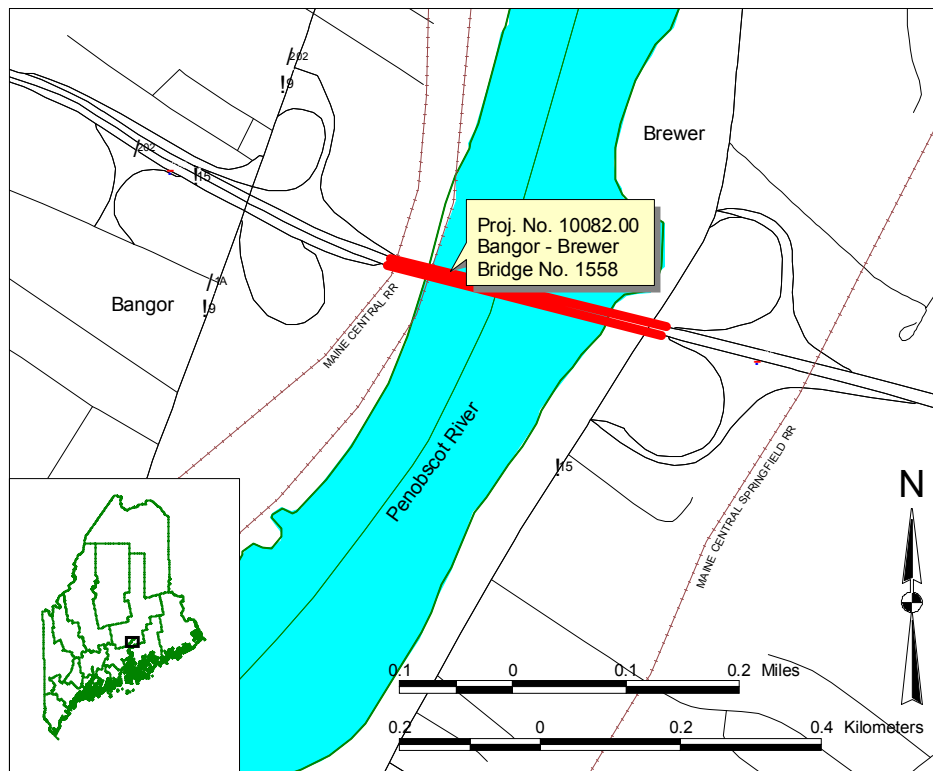 /202
!9
Brewer
/202
!15
Proj. No. 10082.00
Bangor - Brewer
Bridge No. 1558
/1A
!9
Bangor
MAINE CENTRAL RR
Penobscot River
!15
MAINE CENTRAL SPRINGFIELD RR
N
0.1 0 0.1 0.2 Miles
0.2 0 0.2 0.4 Kilometers